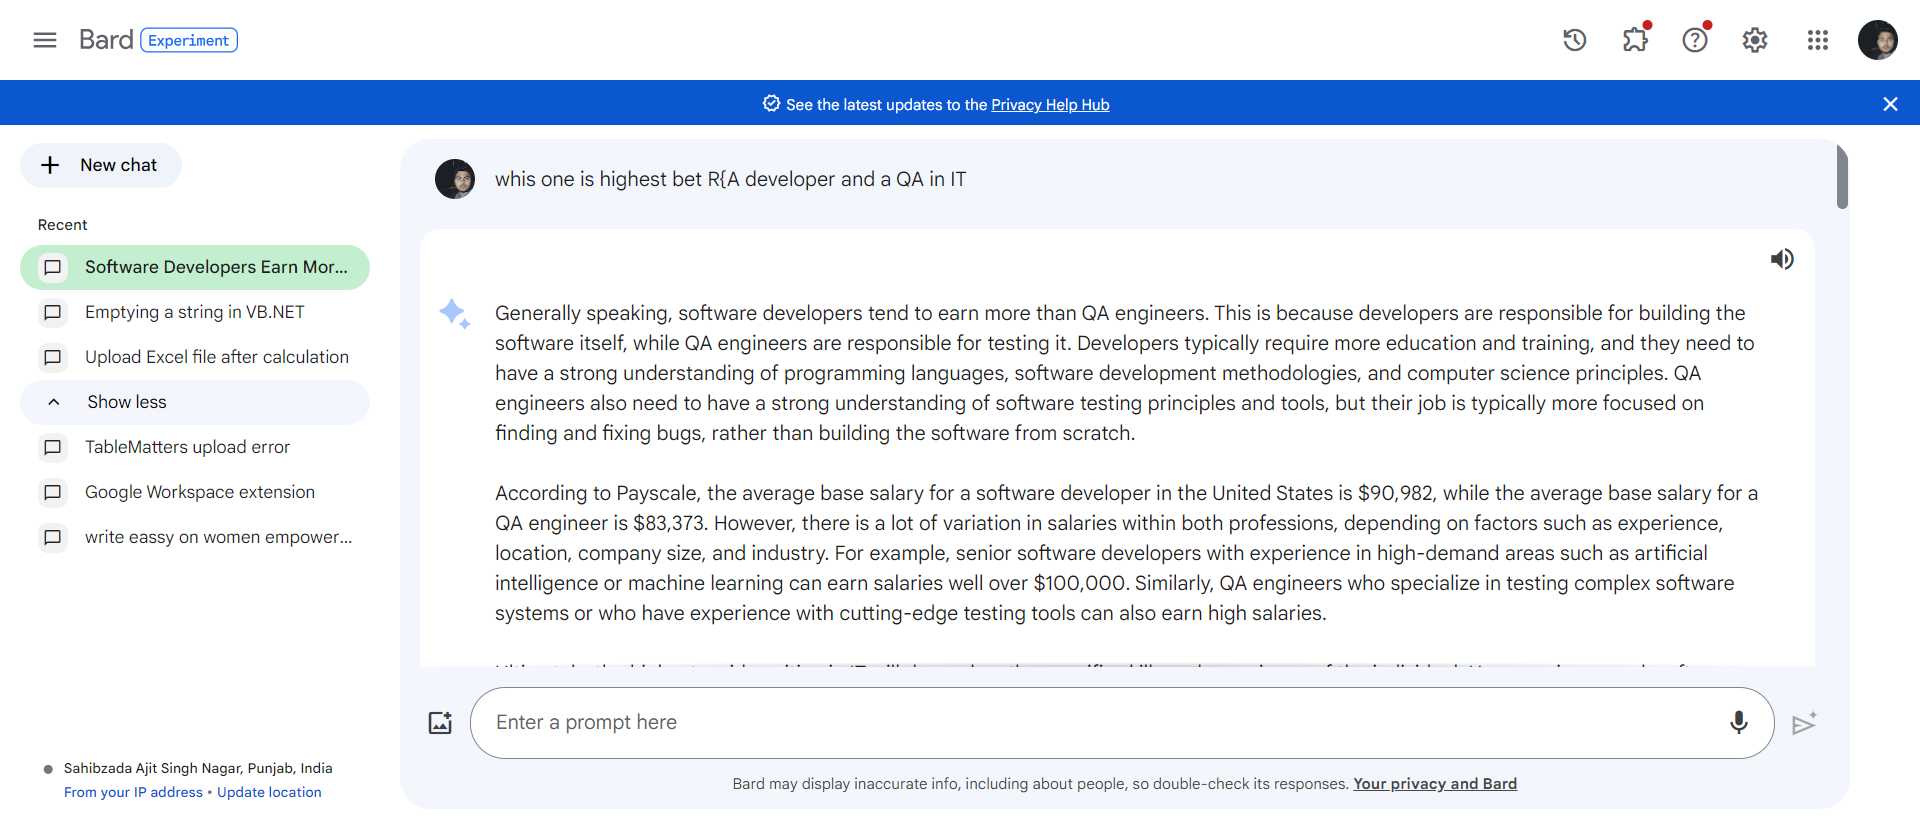 Bard Experiment
See the latest updates to the Privacy Help Hub
New chat
Recent
Software Developers Earn Mor...
Emptying a string in VB.NET
Upload Excel file after calculation
Show less
TableMatters upload error
Google Workspace extension
write eassy on women empower...
Sahibzada Ajit Singh Nagar, Punjab, India
From your IP address • Update location
whis one is highest bet R{A developer and a QA in IT
Generally speaking, software developers tend to earn more than QA engineers. This is because developers are responsible for building the
software itself, while QA engineers are responsible for testing it. Developers typically require more education and training, and they need to
have a strong understanding of programming languages, software development methodologies, and computer science principles. QA
engineers also need to have a strong understanding of software testing principles and tools, but their job is typically more focused on
finding and fixing bugs, rather than building the software from scratch.
According to Payscale, the average base salary for a software developer in the United States is $90,982, while the average base salary for a
QA engineer is $83,373. However, there is a lot of variation in salaries within both professions, depending on factors such as experience,
location, company size, and industry. For example, senior software developers with experience in high-demand areas such as artificial
intelligence or machine learning can earn salaries well over $100,000. Similarly, QA engineers who specialize in testing complex software
systems or who have experience with cutting-edge testing tools can also earn high salaries.
Enter a prompt here
Bard may display inaccurate info, including about people, so double-check its responses. Your privacy and Bard